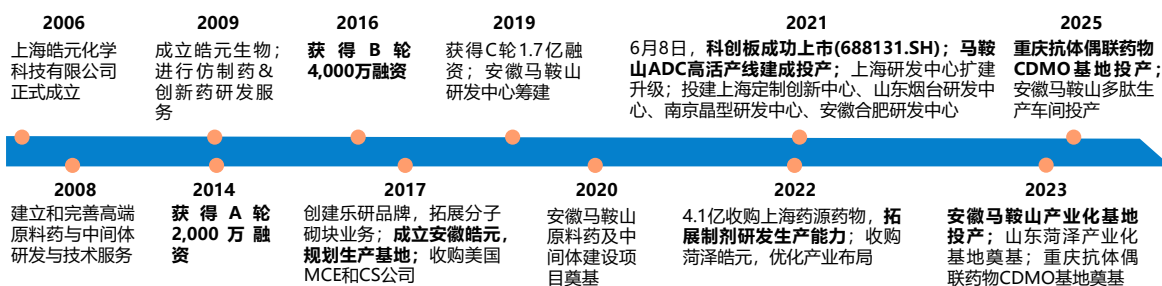 2006
上海皓元化学
科技有限公司
正式成立
2009
成立皓元生物；
进行仿制药&
创新药研发服
务
2016
获得B轮
4,000万融资
2019
获得C轮1.7亿融
资；安徽马鞍山
研发中心筹建
2021
6月8日，科创板成功上市(688131.SH)；马鞍
山ADC高活产线建成投产；上海研发中心扩建
升级；投建上海定制创新中心、山东烟台研发中
心、南京晶型研发中心、安徽合肥研发中心
2025
重庆抗体偶联药物
CDMO基地投产；
安徽马鞍山多肽生
产车间投产
2008
建立和完善高端
原料药与中间体
研发与技术服务
2014
获得A轮
2,000万融
资
2017
创建乐研品牌，拓展分子
砌块业务；成立安徽皓元，
规划生产基地；收购美国
MCE和CS公司
2020
安徽马鞍山
原料药及中
间体建设项
目奠基
2022
4.1亿收购上海药源药物，拓
展制剂研发生产能力；收购
菏泽皓元，优化产业布局
2023
安徽马鞍山产业化基地
投产；山东菏泽产业化
基地奠基；重庆抗体偶
联药物CDMO基地奠基